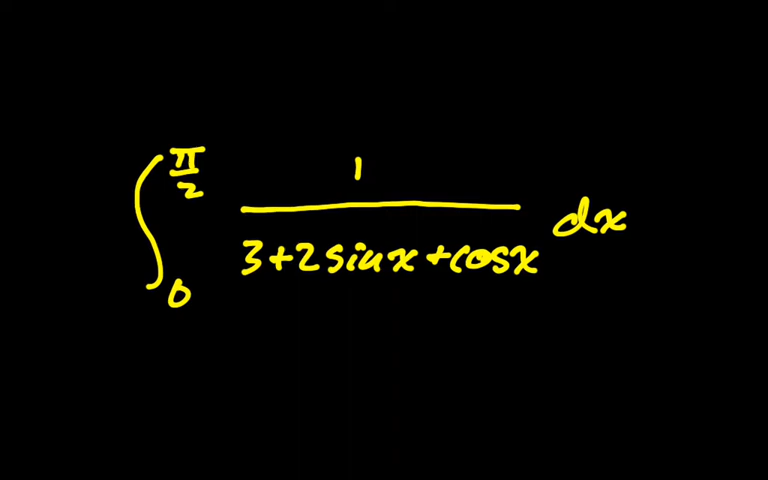 ∫₀^(π/2) 1/(3+2sinx+cosx) dx